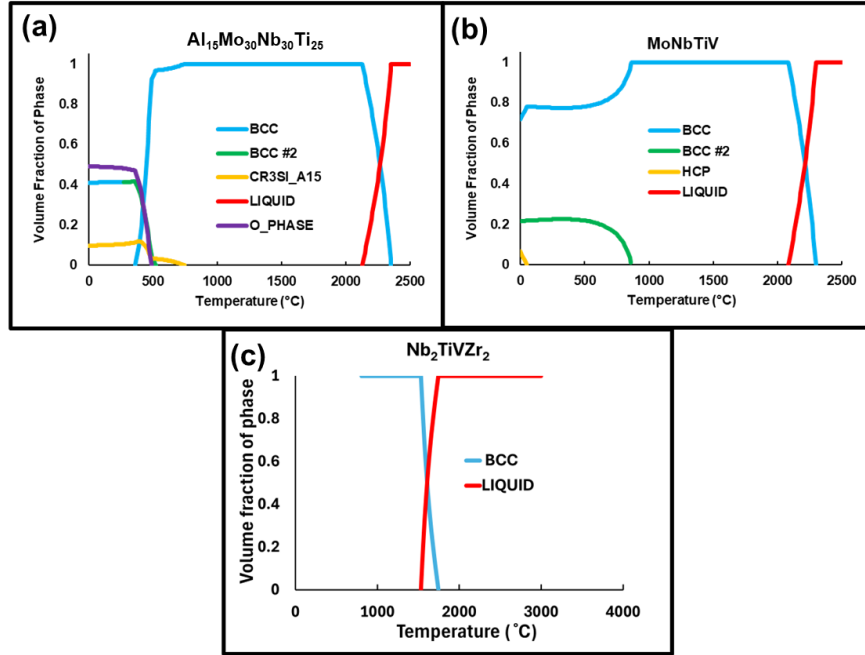 (a)
Al₁₅Mo₃₀Nb₃₀Ti₂₅
Volume Fraction of Phase
1
0.8
0.6
0.4
0.2
0
BCC
BCC #2
CR3SI_A15
LIQUID
O_PHASE
0 500 1000 1500 2000 2500
Temperature (°C)
(b)
MoNbTiV
Volume Fraction of Phase
1
0.8
0.6
0.4
0.2
0
BCC
BCC #2
HCP
LIQUID
0 500 1000 1500 2000 2500
Temperature (°C)
(c)
Nb₂TiVZr₂
Volume fraction of phase
1
0.8
0.6
0.4
0.2
0
BCC
LIQUID
0 1000 2000 3000 4000
Temperature (°C)